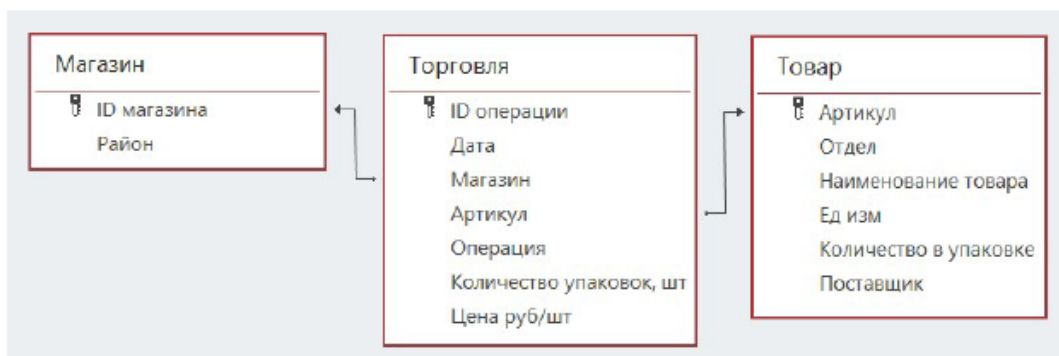 Магазин
ID магазина
Район
Торговля
ID операции
Дата
Магазин
Артикул
Операция
Количество упаковок, шт
Цена руб/шт
Товар
Артикул
Отдел
Наименование товара
Ед изм
Количество в упаковке
Поставщик